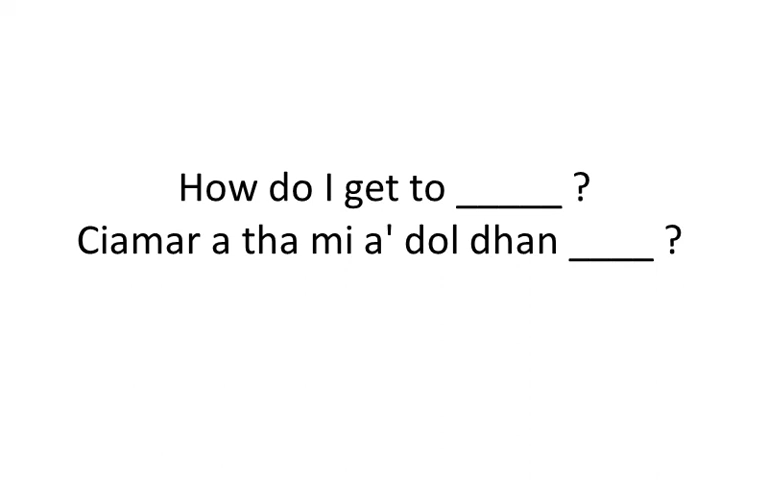 How do I get to _____ ?
Ciamar a tha mi a' dol dhan ____ ?